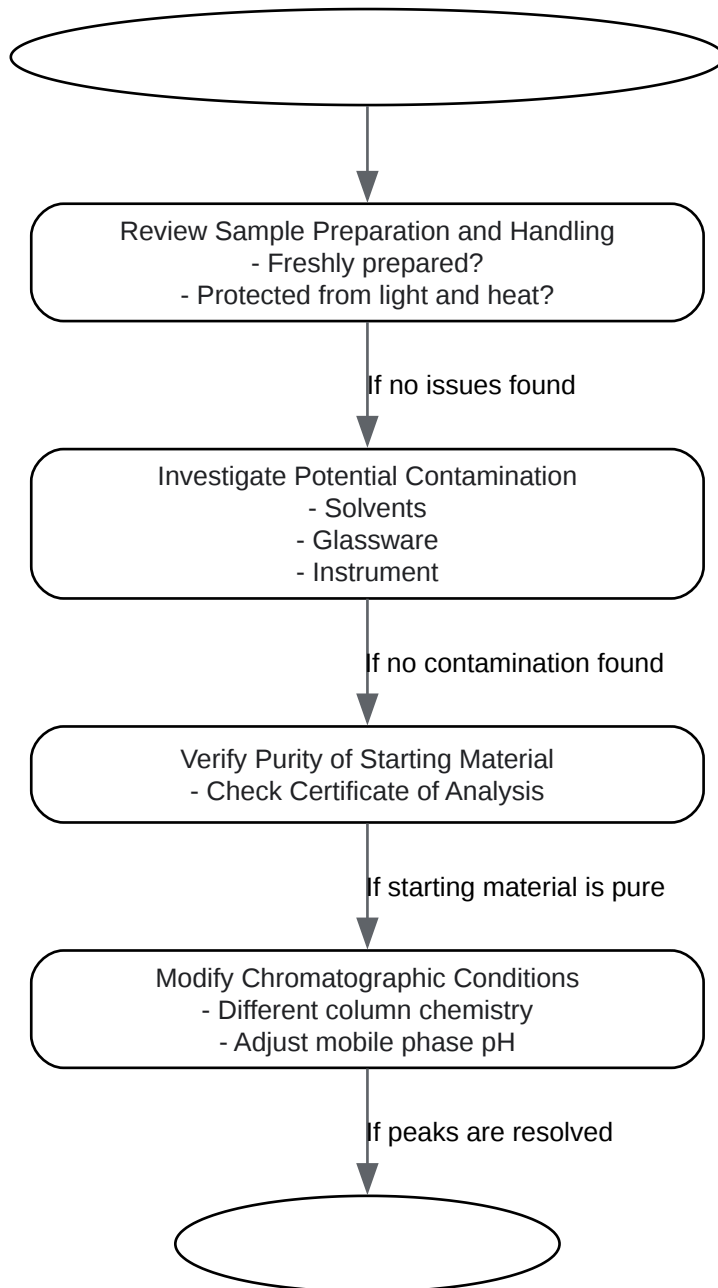 Review Sample Preparation and Handling
- Freshly prepared?
- Protected from light and heat?
If no issues found
Investigate Potential Contamination
- Solvents
- Glassware
- Instrument
If no contamination found
Verify Purity of Starting Material
- Check Certificate of Analysis
If starting material is pure
Modify Chromatographic Conditions
- Different column chemistry
- Adjust mobile phase pH
If peaks are resolved